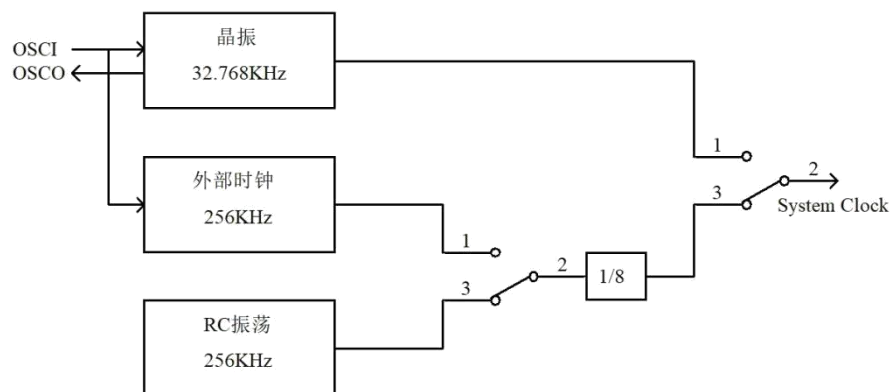 OSCI
OSCO
晶振
32.768KHz
外部时钟
256KHz
RC振荡
256KHz
1
3
2
1/8
1
3
2
System Clock